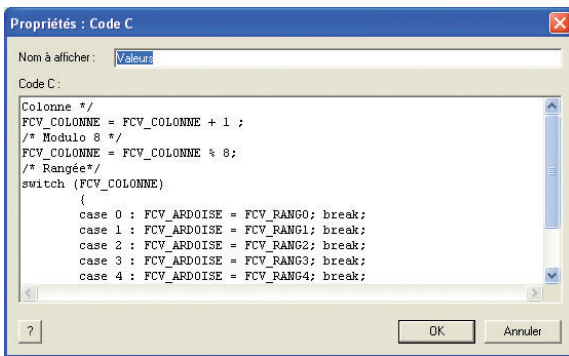 Propriétés : Code C
Nom à afficher : Valeurs
Code C :
Colonne */
FCV_COLONNE = FCV_COLONNE + 1 ;
/* Modulo 8 */
FCV_COLONNE = FCV_COLONNE % 8;
/* Rangée*/
switch (FCV_COLONNE)
{
case 0 : FCV_ARDOISE = FCV_RANG0; break;
case 1 : FCV_ARDOISE = FCV_RANG1; break;
case 2 : FCV_ARDOISE = FCV_RANG2; break;
case 3 : FCV_ARDOISE = FCV_RANG3; break;
case 4 : FCV_ARDOISE = FCV_RANG4; break;
? OK Annuler